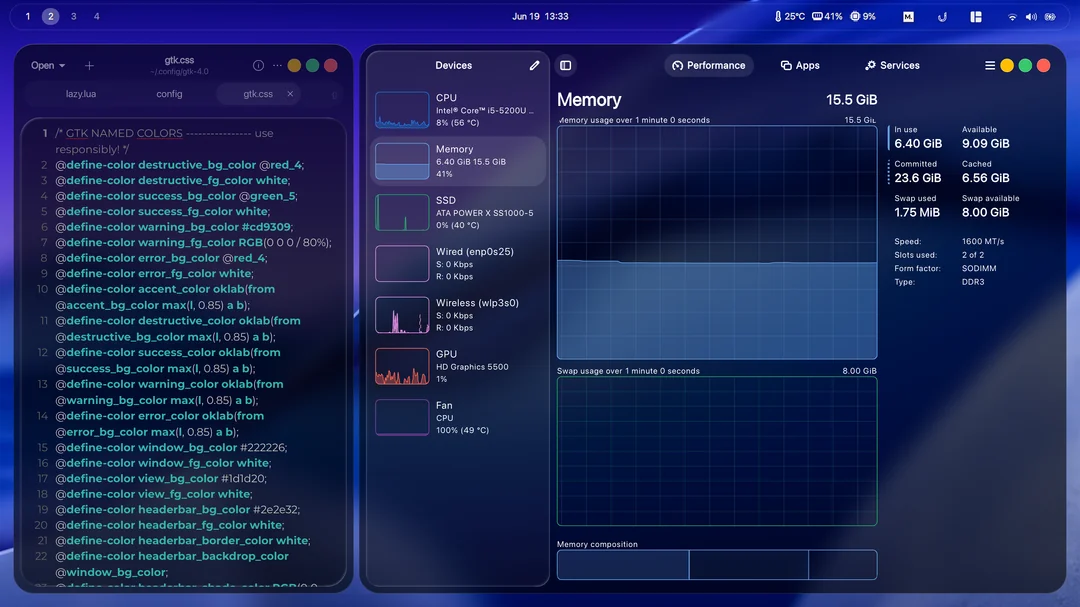 1 2 3 4
Jun 19 13:33
25°C 41% 9% M.
Open
gtk.css
~/.config/gtk-4.0
zzzlazy.lua config gtk.css
1 /* GTK NAMED COLORS ---------------- use
responsibly! */
2 @define-color destructive_bg_color @red_4;
3 @define-color destructive_fg_color white;
4 @define-color success_bg_color @green_5;
5 @define-color success_fg_color white;
6 @define-color warning_bg_color #cd9309;
7 @define-color warning_fg_color RGB(0 0 0 / 80%);
8 @define-color error_bg_color @red_4;
9 @define-color error_fg_color white;
10 @define-color accent_color oklab(from
@accent_bg_color max(l, 0.85) a b);
11 @define-color destructive_color oklab(from
@destructive_bg_color max(l, 0.85) a b);
12 @define-color success_color oklab(from
@success_bg_color max(l, 0.85) a b);
13 @define-color warning_color oklab(from
@warning_bg_color max(l, 0.85) a b);
14 @define-color error_color oklab(from
@error_bg_color max(l, 0.85) a b);
15 @define-color window_bg_color #222226;
16 @define-color window_fg_color white;
17 @define-color view_bg_color #1d1d20;
18 @define-color view_fg_color white;
19 @define-color headerbar_bg_color #2e2e32;
20 @define-color headerbar_fg_color white;
21 @define-color headerbar_border_color white;
22 @define-color headerbar_backdrop_color
@window_bg_color;
Devices
CPU
Intel® Core™ i5-5200U ...
8% (56 °C)
Memory
6.40 GiB 15.5 GiB
41%
SSD
ATA POWER X SS1000-5
0% (40 °C)
Wired (enp0s25)
S: 0 Kbps
R: 0 Kbps
Wireless (wlp3s0)
S: 0 Kbps
R: 0 Kbps
GPU
HD Graphics 5500
1%
Fan
CPU
100% (49 °C)
Performance Apps Services
Memory 15.5 GiB
Memory usage over 1 minute 0 seconds 15.5 GiB
In use Available
6.40 GiB 9.09 GiB
Committed Cached
23.6 GiB 6.56 GiB
Swap used Swap available
1.75 MiB 8.00 GiB
Speed: 1600 MT/s
Slots used: 2 of 2
Form factor: SODIMM
Type: DDR3
Swap usage over 1 minute 0 seconds 8.00 GiB
Memory composition